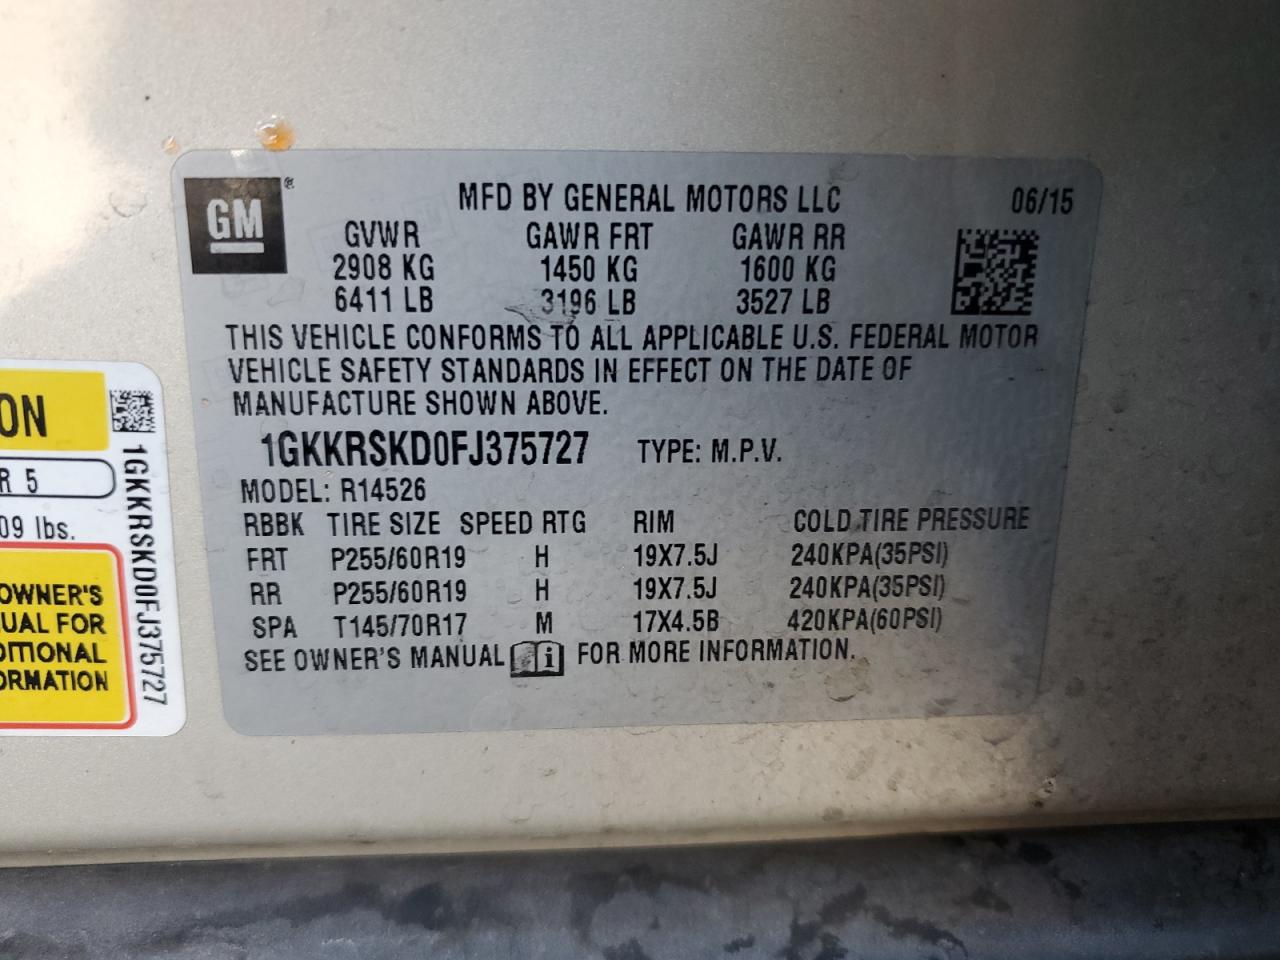 GM ®
MFD BY GENERAL MOTORS LLC 06/15
GVWR GAWR FRT GAWR RR
2908 KG 1450 KG 1600 KG
6411 LB 3196 LB 3527 LB
THIS VEHICLE CONFORMS TO ALL APPLICABLE U.S. FEDERAL MOTOR
VEHICLE SAFETY STANDARDS IN EFFECT ON THE DATE OF
MANUFACTURE SHOWN ABOVE.
1GKKRSKD0FJ375727 TYPE: M.P.V.
MODEL: R14526
RBBK TIRE SIZE SPEED RTG RIM COLD TIRE PRESSURE
FRT P255/60R19 H 19X7.5J 240KPA(35PSI)
RR P255/60R19 H 19X7.5J 240KPA(35PSI)
SPA T145/70R17 M 17X4.5B 420KPA(60PSI)
SEE OWNER'S MANUAL i FOR MORE INFORMATION.
ON
R 5
09 lbs.
OWNER'S
UAL FOR
DITIONAL
ORMATION
1GKKRSKD0FJ375727